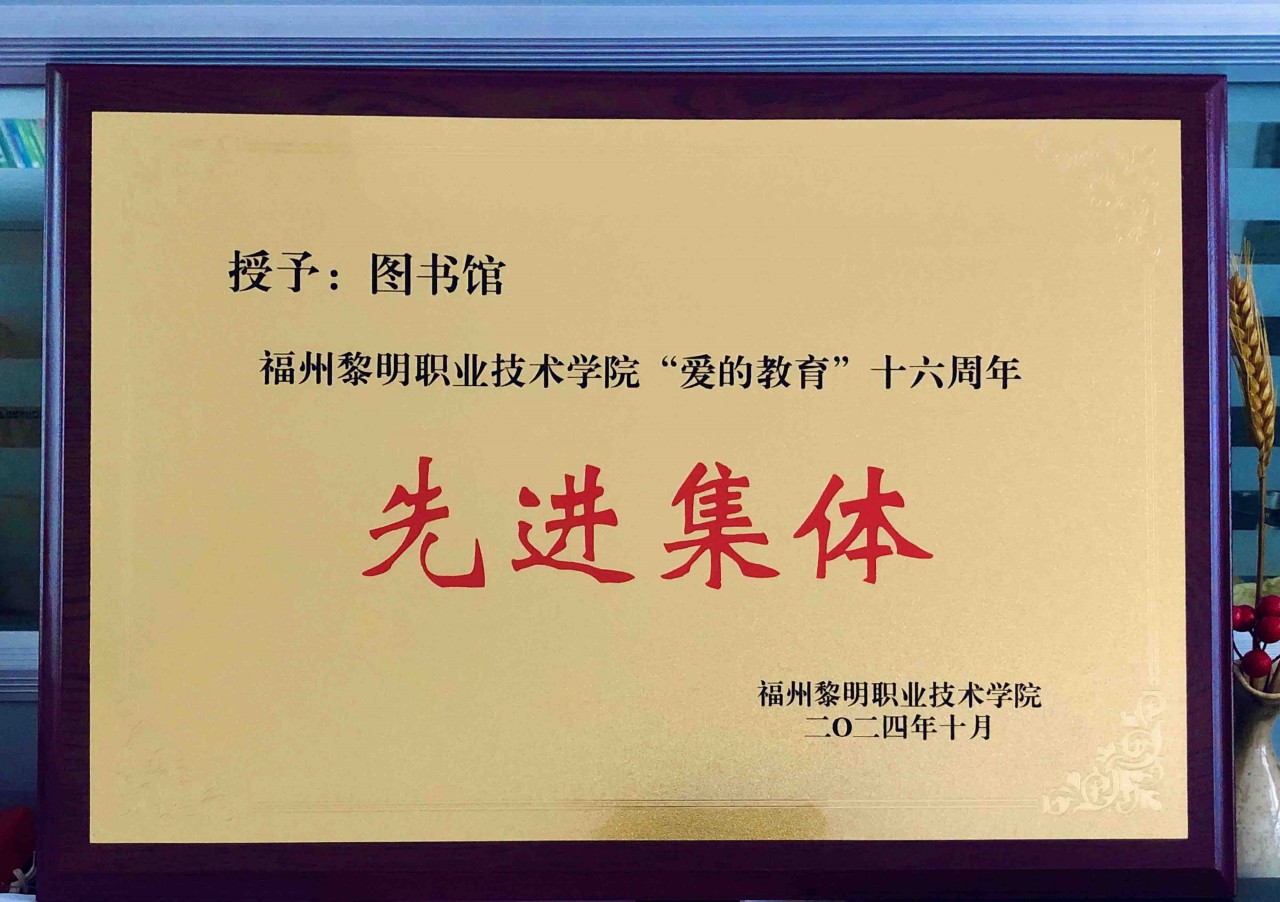 授予：图书馆
福州黎明职业技术学院“爱的教育”十六周年
先进集体
福州黎明职业技术学院
二O二四年十月